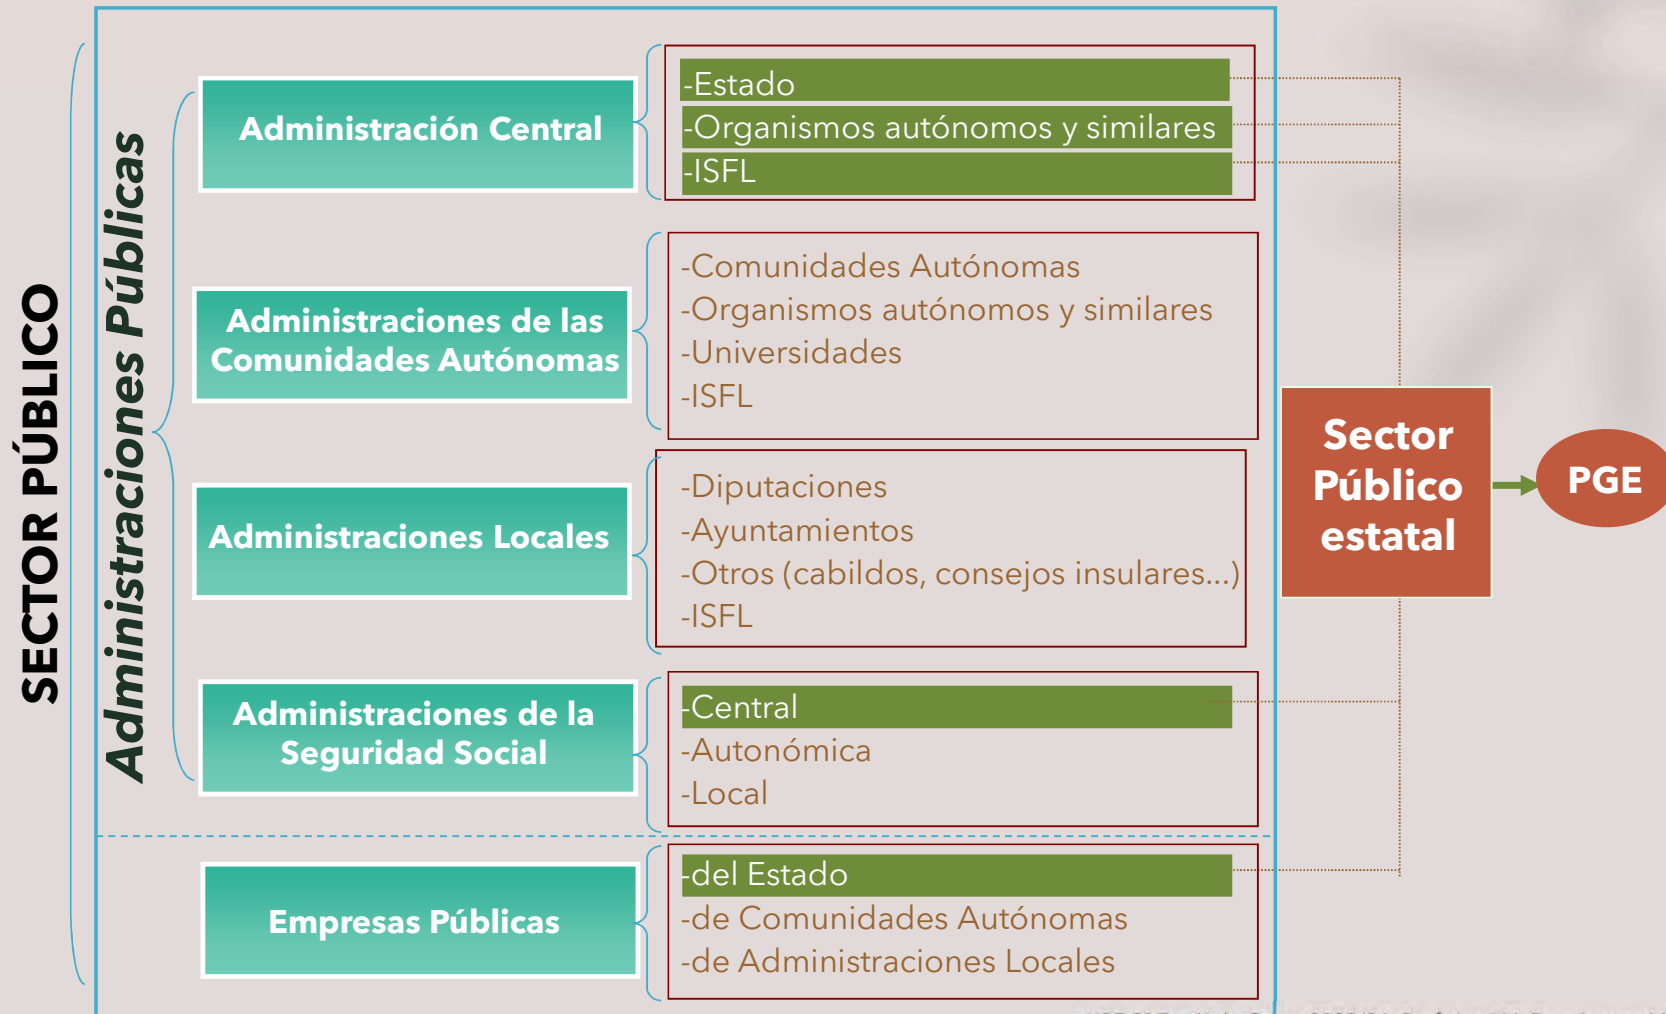 SECTOR PÚBLICO
Administraciones Públicas
Administración Central
-Estado
-Organismos autónomos y similares
-ISFL
Administraciones de las
Comunidades Autónomas
-Comunidades Autónomas
-Organismos autónomos y similares
-Universidades
-ISFL
Administraciones Locales
-Diputaciones
-Ayuntamientos
-Otros (cabildos, consejos insulares...)
-ISFL
Administraciones de la
Seguridad Social
-Central
-Autonómica
-Local
Empresas Públicas
-del Estado
-de Comunidades Autónomas
-de Administraciones Locales
Sector
Público
estatal
PGE